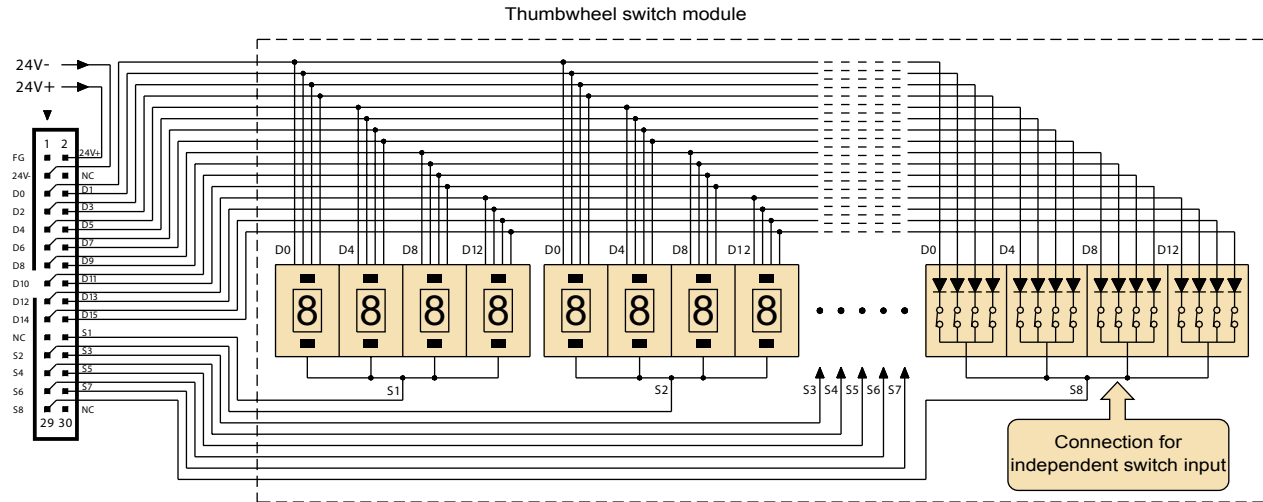 Thumbwheel switch module
24V-
24V+
1 2
FG 24V+
24V- NC
D0 D1
D2 D3
D4 D5
D6 D7
D8 D9
D10 D11
D12 D13
D14 D15
NC S1
S2 S3
S4 S5
S6 S7
S8 NC
29 30
D0 D4 D8 D12 D0 D4 D8 D12 D0 D4 D8 D12
8 8 8 8 8 8 8 8
S1 S2 S3 S4 S5 S6 S7 S8
Connection for
independent switch input